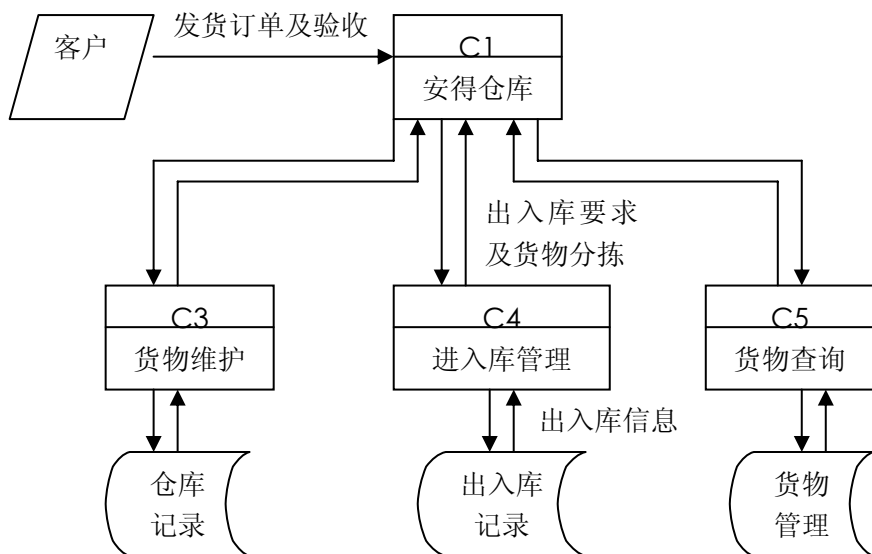 发货订单及验收
客户
C1
安得仓库
出入库要求
及货物分拣
C3
C4
C5
货物维护
进入库管理
货物查询
出入库信息
仓库
记录
出入库
记录
货物
管理